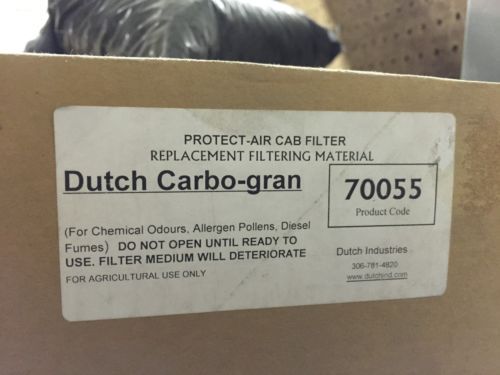 PROTECT-AIR CAB FILTER
REPLACEMENT FILTERING MATERIAL
Dutch Carbo-gran
70055
Product Code
(For Chemical Odours, Allergen Pollens, Diesel
Fumes) DO NOT OPEN UNTIL READY TO
USE. FILTER MEDIUM WILL DETERIORATE
FOR AGRICULTURAL USE ONLY
Dutch Industries
306-781-4820
www.dutchind.com